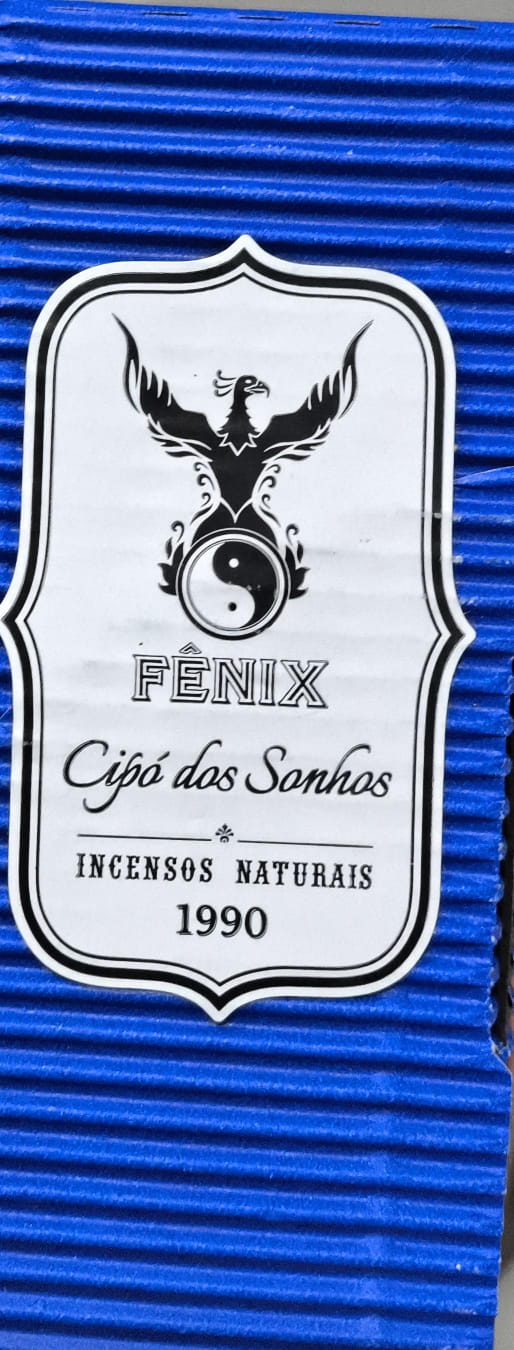 FÊNIX
Cipó dos Sonhos
INCENSOS NATURAIS
1990